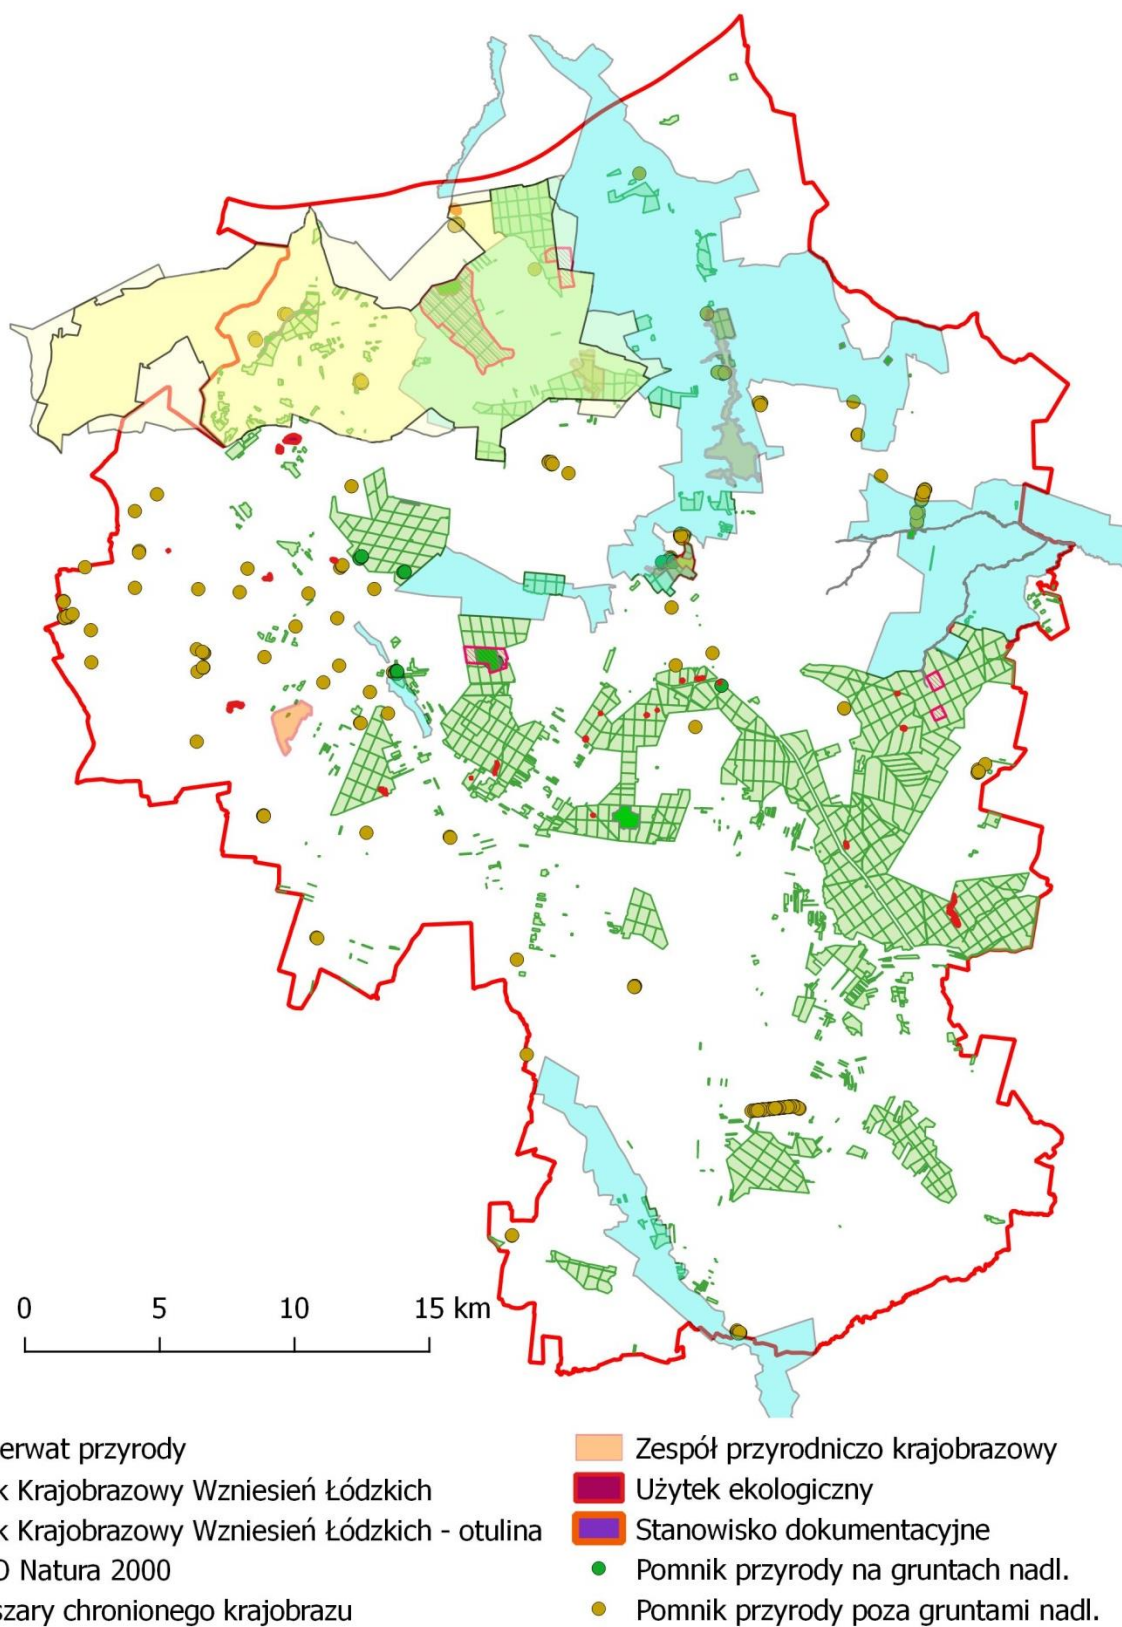 0 5 10 15 km
erwat przyrody
k Krajobrazowy Wzniesień Łódzkich
k Krajobrazowy Wzniesień Łódzkich - otulina
O Natura 2000
szary chronionego krajobrazu
Zespół przyrodniczo krajobrazowy
Użytek ekologiczny
Stanowisko dokumentacyjne
Pomnik przyrody na gruntach nadl.
Pomnik przyrody poza gruntami nadl.